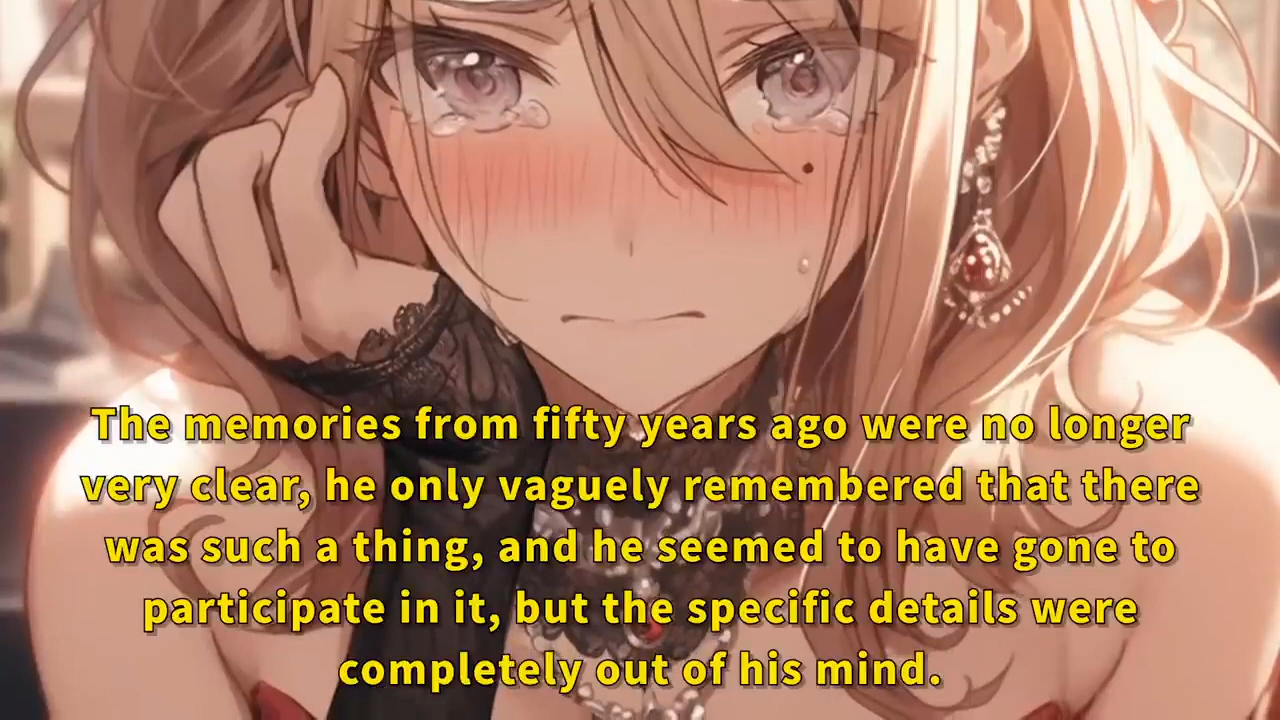 The memories from fifty years ago were no longer
very clear, he only vaguely remembered that there
was such a thing, and he seemed to have gone to
participate in it, but the specific details were
completely out of his mind.